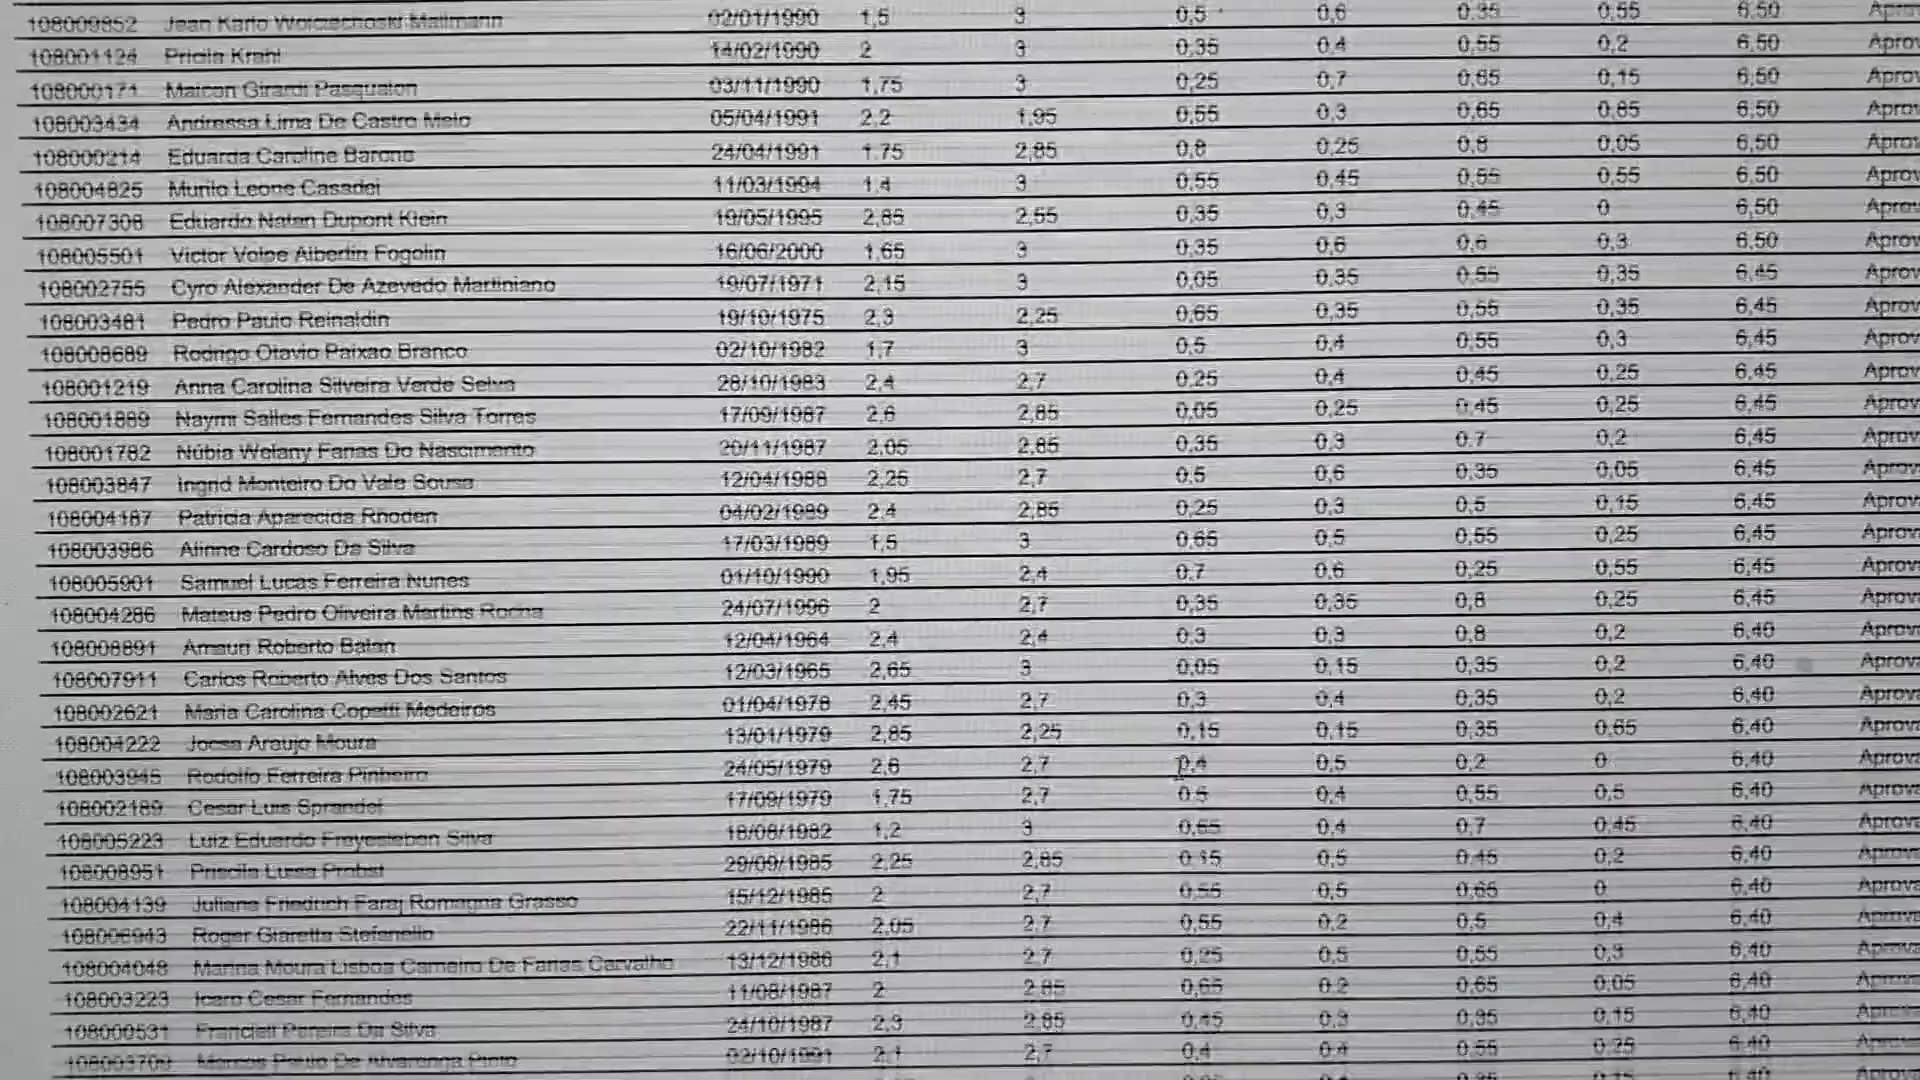 108009852 Jean Karlo Woiczechoski Mallmann 02/01/1990 1,5 3 0,5 0,6 0,35 0,55 6,50
108001124 Pricila Krahl 14/02/1990 2 3 0,35 0,4 0,55 0,2 6,50 Aprov
108000171 Maicon Girardi Pasqualon 03/11/1990 1,75 3 0,25 0,7 0,65 0,15 6,50 Aprov
108003434 Andressa Lima De Castro Melo 05/04/1991 2,2 1,95 0,55 0,3 0,65 0,85 6,50 Aprov
108000214 Eduarda Caroline Barone 24/04/1991 1,75 2,85 0,8 0,25 0,8 0,05 6,50 Aprov
108004825 Murilo Leone Casadei 11/03/1994 1,4 3 0,55 0,45 0,55 0,55 6,50 Aprov
108007308 Eduardo Natan Dupont Klein 19/05/1995 2,85 2,55 0,35 0,3 0,45 0 6,50 Aprov
108005501 Victor Volpe Albertin Fogolin 16/06/2000 1,65 3 0,35 0,6 0,6 0,3 6,50 Aprov
108002755 Cyro Alexander De Azevedo Martiniano 19/07/1971 2,15 3 0,05 0,35 0,55 0,35 6,45 Aprov
108003481 Pedro Paulo Reinaldin 19/10/1975 2,3 2,25 0,65 0,35 0,55 0,35 6,45 Aprov
108008689 Rodrigo Otavio Paixao Branco 02/10/1982 1,7 3 0,5 0,4 0,55 0,3 6,45 Aprov
108001219 Anna Carolina Silveira Verde Selva 28/10/1983 2,4 2,7 0,25 0,4 0,45 0,25 6,45 Aprov
108001889 Naymi Salles Fernandes Silva Torres 17/09/1987 2,6 2,85 0,05 0,25 0,45 0,25 6,45 Aprov
108001782 Núbia Welany Farias Do Nascimento 20/11/1987 2,05 2,85 0,35 0,3 0,7 0,2 6,45 Aprov
108003847 Ingrid Monteiro Do Vale Sousa 12/04/1988 2,25 2,7 0,5 0,6 0,35 0,05 6,45 Aprov
108004187 Patricia Aparecida Rhoden 04/02/1989 2,4 2,85 0,25 0,3 0,5 0,15 6,45 Aprov
108003986 Alinne Cardoso Da Silva 17/03/1989 1,5 3 0,65 0,5 0,55 0,25 6,45 Aprov
108005901 Samuel Lucas Ferreira Nunes 01/10/1990 1,95 2,4 0,7 0,6 0,25 0,55 6,45 Aprov
108004286 Mateus Pedro Oliveira Martins Rocha 24/07/1996 2 2,7 0,35 0,35 0,8 0,25 6,45 Aprov
108008891 Amauri Roberto Balan 12/04/1964 2,4 2,4 0,3 0,3 0,8 0,2 6,40 Aprov
108007911 Carlos Roberto Alves Dos Santos 12/03/1965 2,65 3 0,05 0,15 0,35 0,2 6,40 Aprova
108002621 Maria Carolina Copetti Medeiros 01/04/1978 2,45 2,7 0,3 0,4 0,35 0,2 6,40 Aprova
108004222 Joesa Araujo Moura 13/01/1979 2,85 2,25 0,15 0,15 0,35 0,65 6,40 Aprova
108003945 Rodolfo Ferreira Pinheiro 24/05/1979 2,6 2,7 0,4 0,5 0,2 0 6,40 Aprova
108002189 Cesar Luis Sprandel 17/09/1979 1,75 2,7 0,5 0,4 0,55 0,5 6,40 Aprova
108005223 Luiz Eduardo Freyesleben Silva 18/08/1982 1,2 3 0,65 0,4 0,7 0,45 6,40 Aprova
108008951 Priscila Luisa Probst 29/09/1985 2,25 2,85 0,15 0,5 0,45 0,2 6,40 Aprova
108004139 Juliana Friedrich Faraj Romagna Grasso 15/12/1985 2 2,7 0,55 0,5 0,65 0 6,40 Aprova
108006943 Roger Giaretta Stefanello 22/11/1986 2,05 2,7 0,55 0,2 0,5 0,4 6,40 Aprova
108004048 Marina Moura Lisboa Carneiro De Farias Carvalho 13/12/1986 2,1 2,7 0,25 0,5 0,55 0,3 6,40 Aprova
108003223 Icaro Cesar Fernandes 11/08/1987 2 2,85 0,65 0,2 0,65 0,05 6,40 Aprova
108000531 Francieli Pereira Da Silva 24/10/1987 2,3 2,85 0,45 0,3 0,35 0,15 6,40 Aprova
108003709 Marcos Paulo De Alvarenga Pinto 02/10/1991 2,1 2,7 0,4 0,4 0,55 0,25 6,40 Aprova